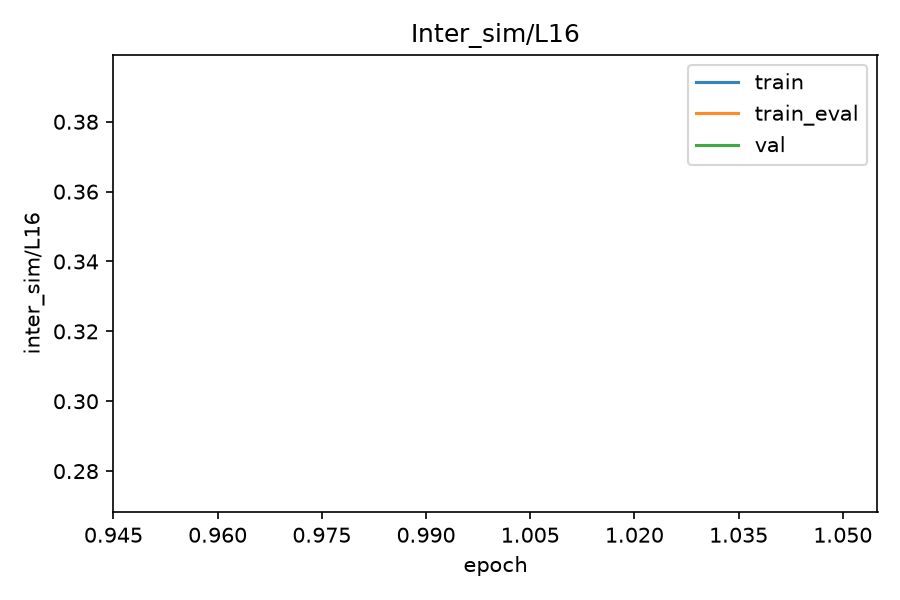 Inter_sim/L16
train
train_eval
val
inter_sim/L16
0.38
0.36
0.34
0.32
0.30
0.28
0.945 0.960 0.975 0.990 1.005 1.020 1.035 1.050
epoch